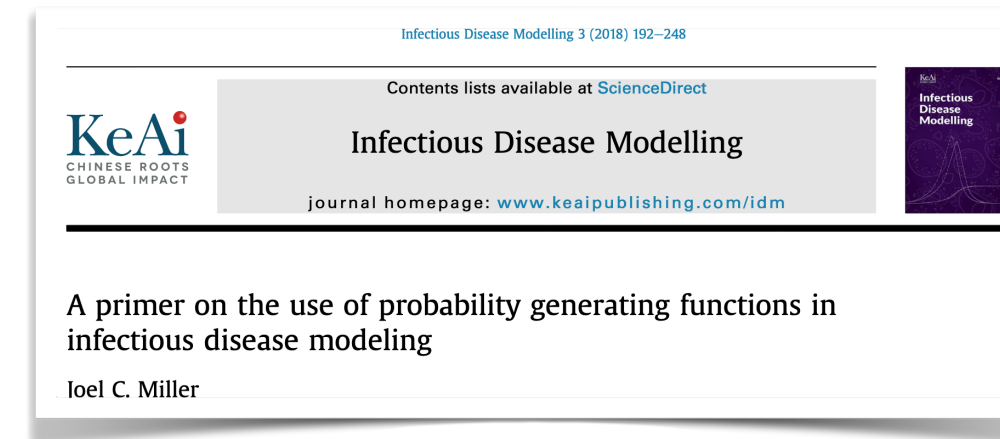 Infectious Disease Modelling 3 (2018) 192–248
KeAi
CHINESE ROOTS
GLOBAL IMPACT
Contents lists available at ScienceDirect
Infectious Disease Modelling
journal homepage: www.keaipublishing.com/idm
KeAi
Infectious
Disease
Modelling
A primer on the use of probability generating functions in
infectious disease modeling
Joel C. Miller